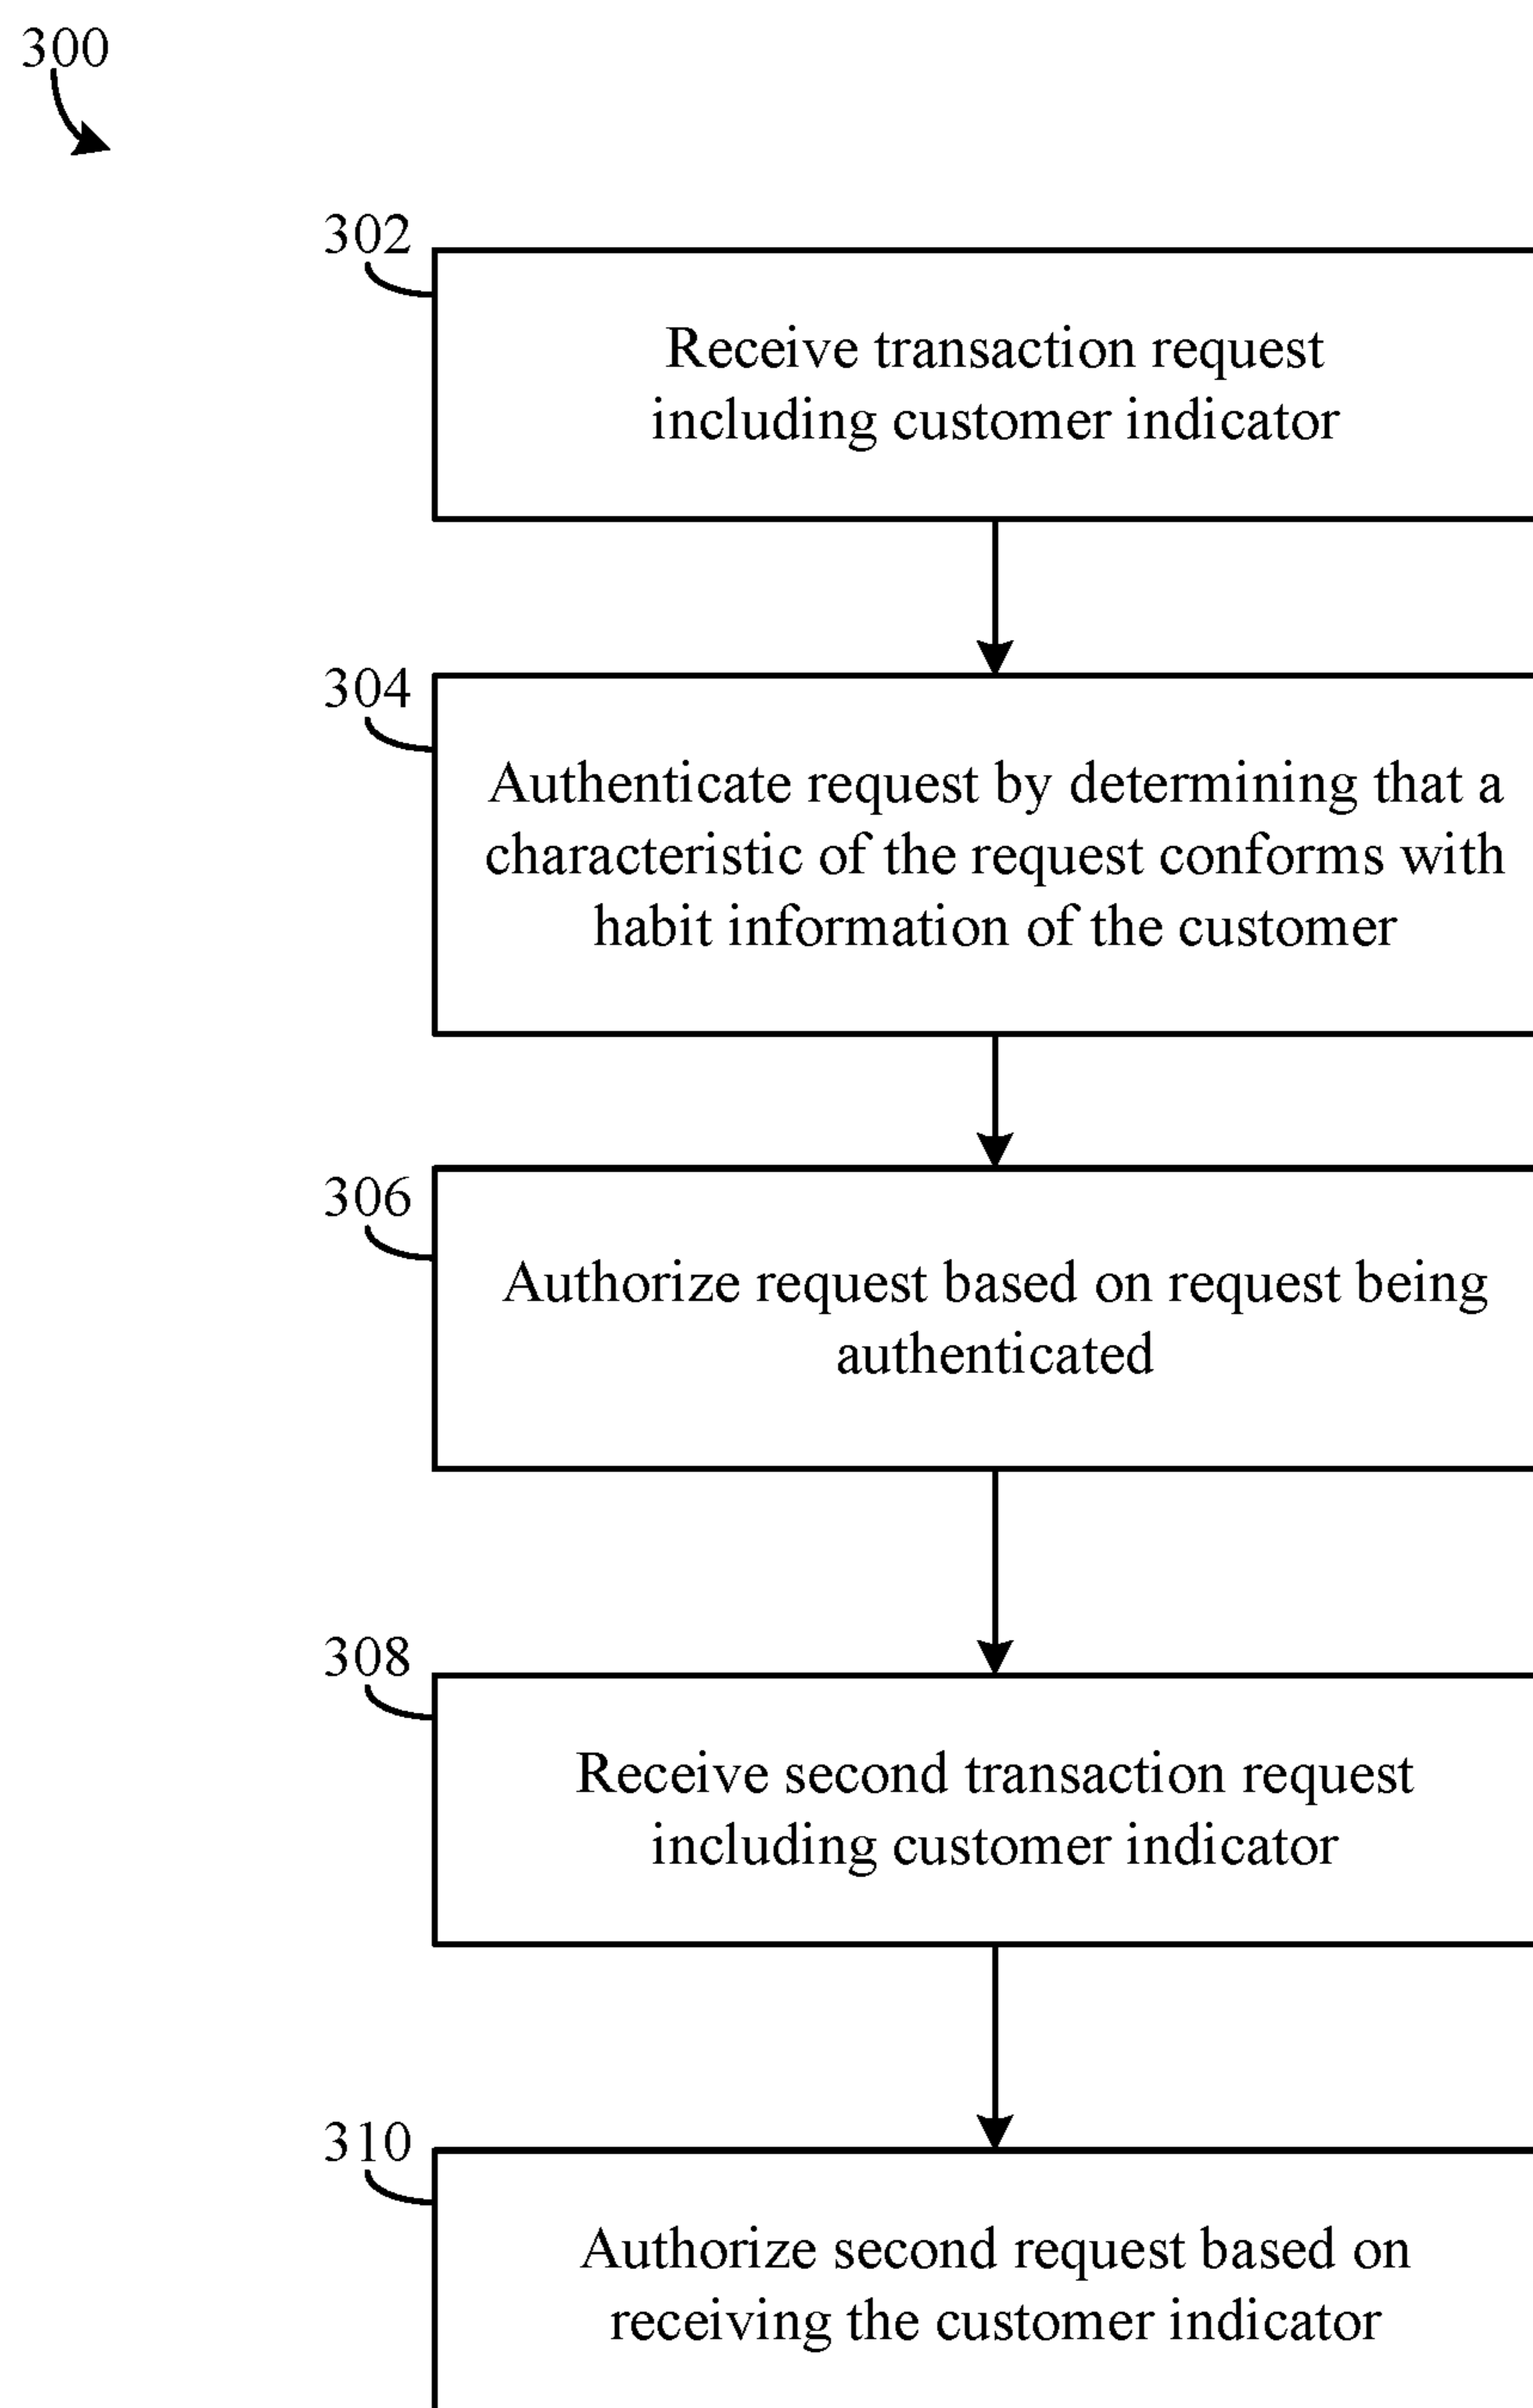 300
302
Receive transaction request
including customer indicator
304
Authenticate request by determining that a
characteristic of the request conforms with
habit information of the customer
306
Authorize request based on request being
authenticated
308
Receive second transaction request
including customer indicator
310
Authorize second request based on
receiving the customer indicator